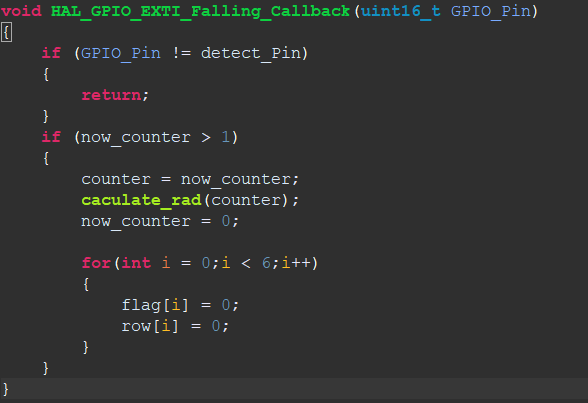 void HAL_GPIO_EXTI_Falling_Callback(uint16_t GPIO_Pin)
{
    if (GPIO_Pin != detect_Pin)
    {
        return;
    }
    if (now_counter > 1)
    {
        counter = now_counter;
        caculate_rad(counter);
        now_counter = 0;

        for(int i = 0;i < 6;i++)
        {
            flag[i] = 0;
            row[i] = 0;
        }
    }
}